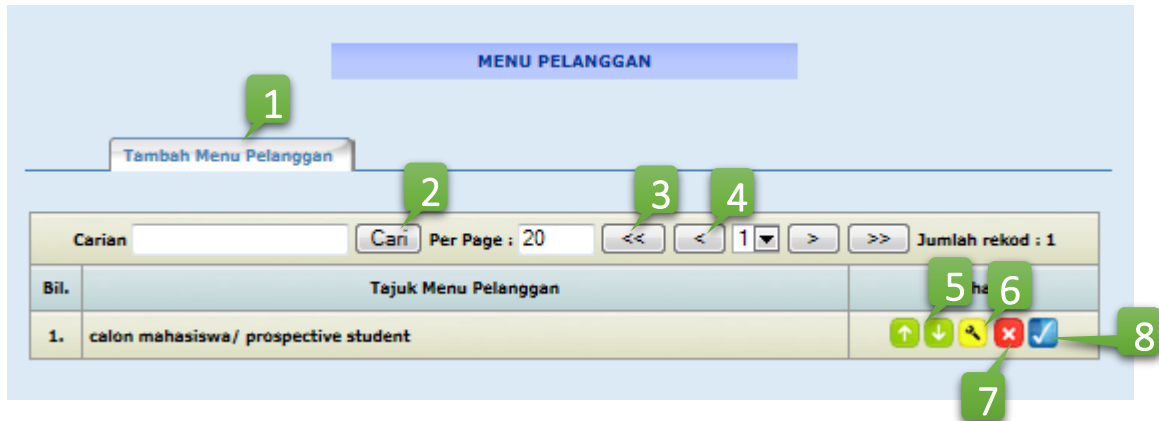 MENU PELANGGAN
1
Tambah Menu Pelanggan
2 3 4
Carian Cari Per Page : 20 << < 1 > >> Jumlah rekod : 1
Bil. Tajuk Menu Pelanggan 5 6
1. calon mahasiswa/ prospective student 8
7